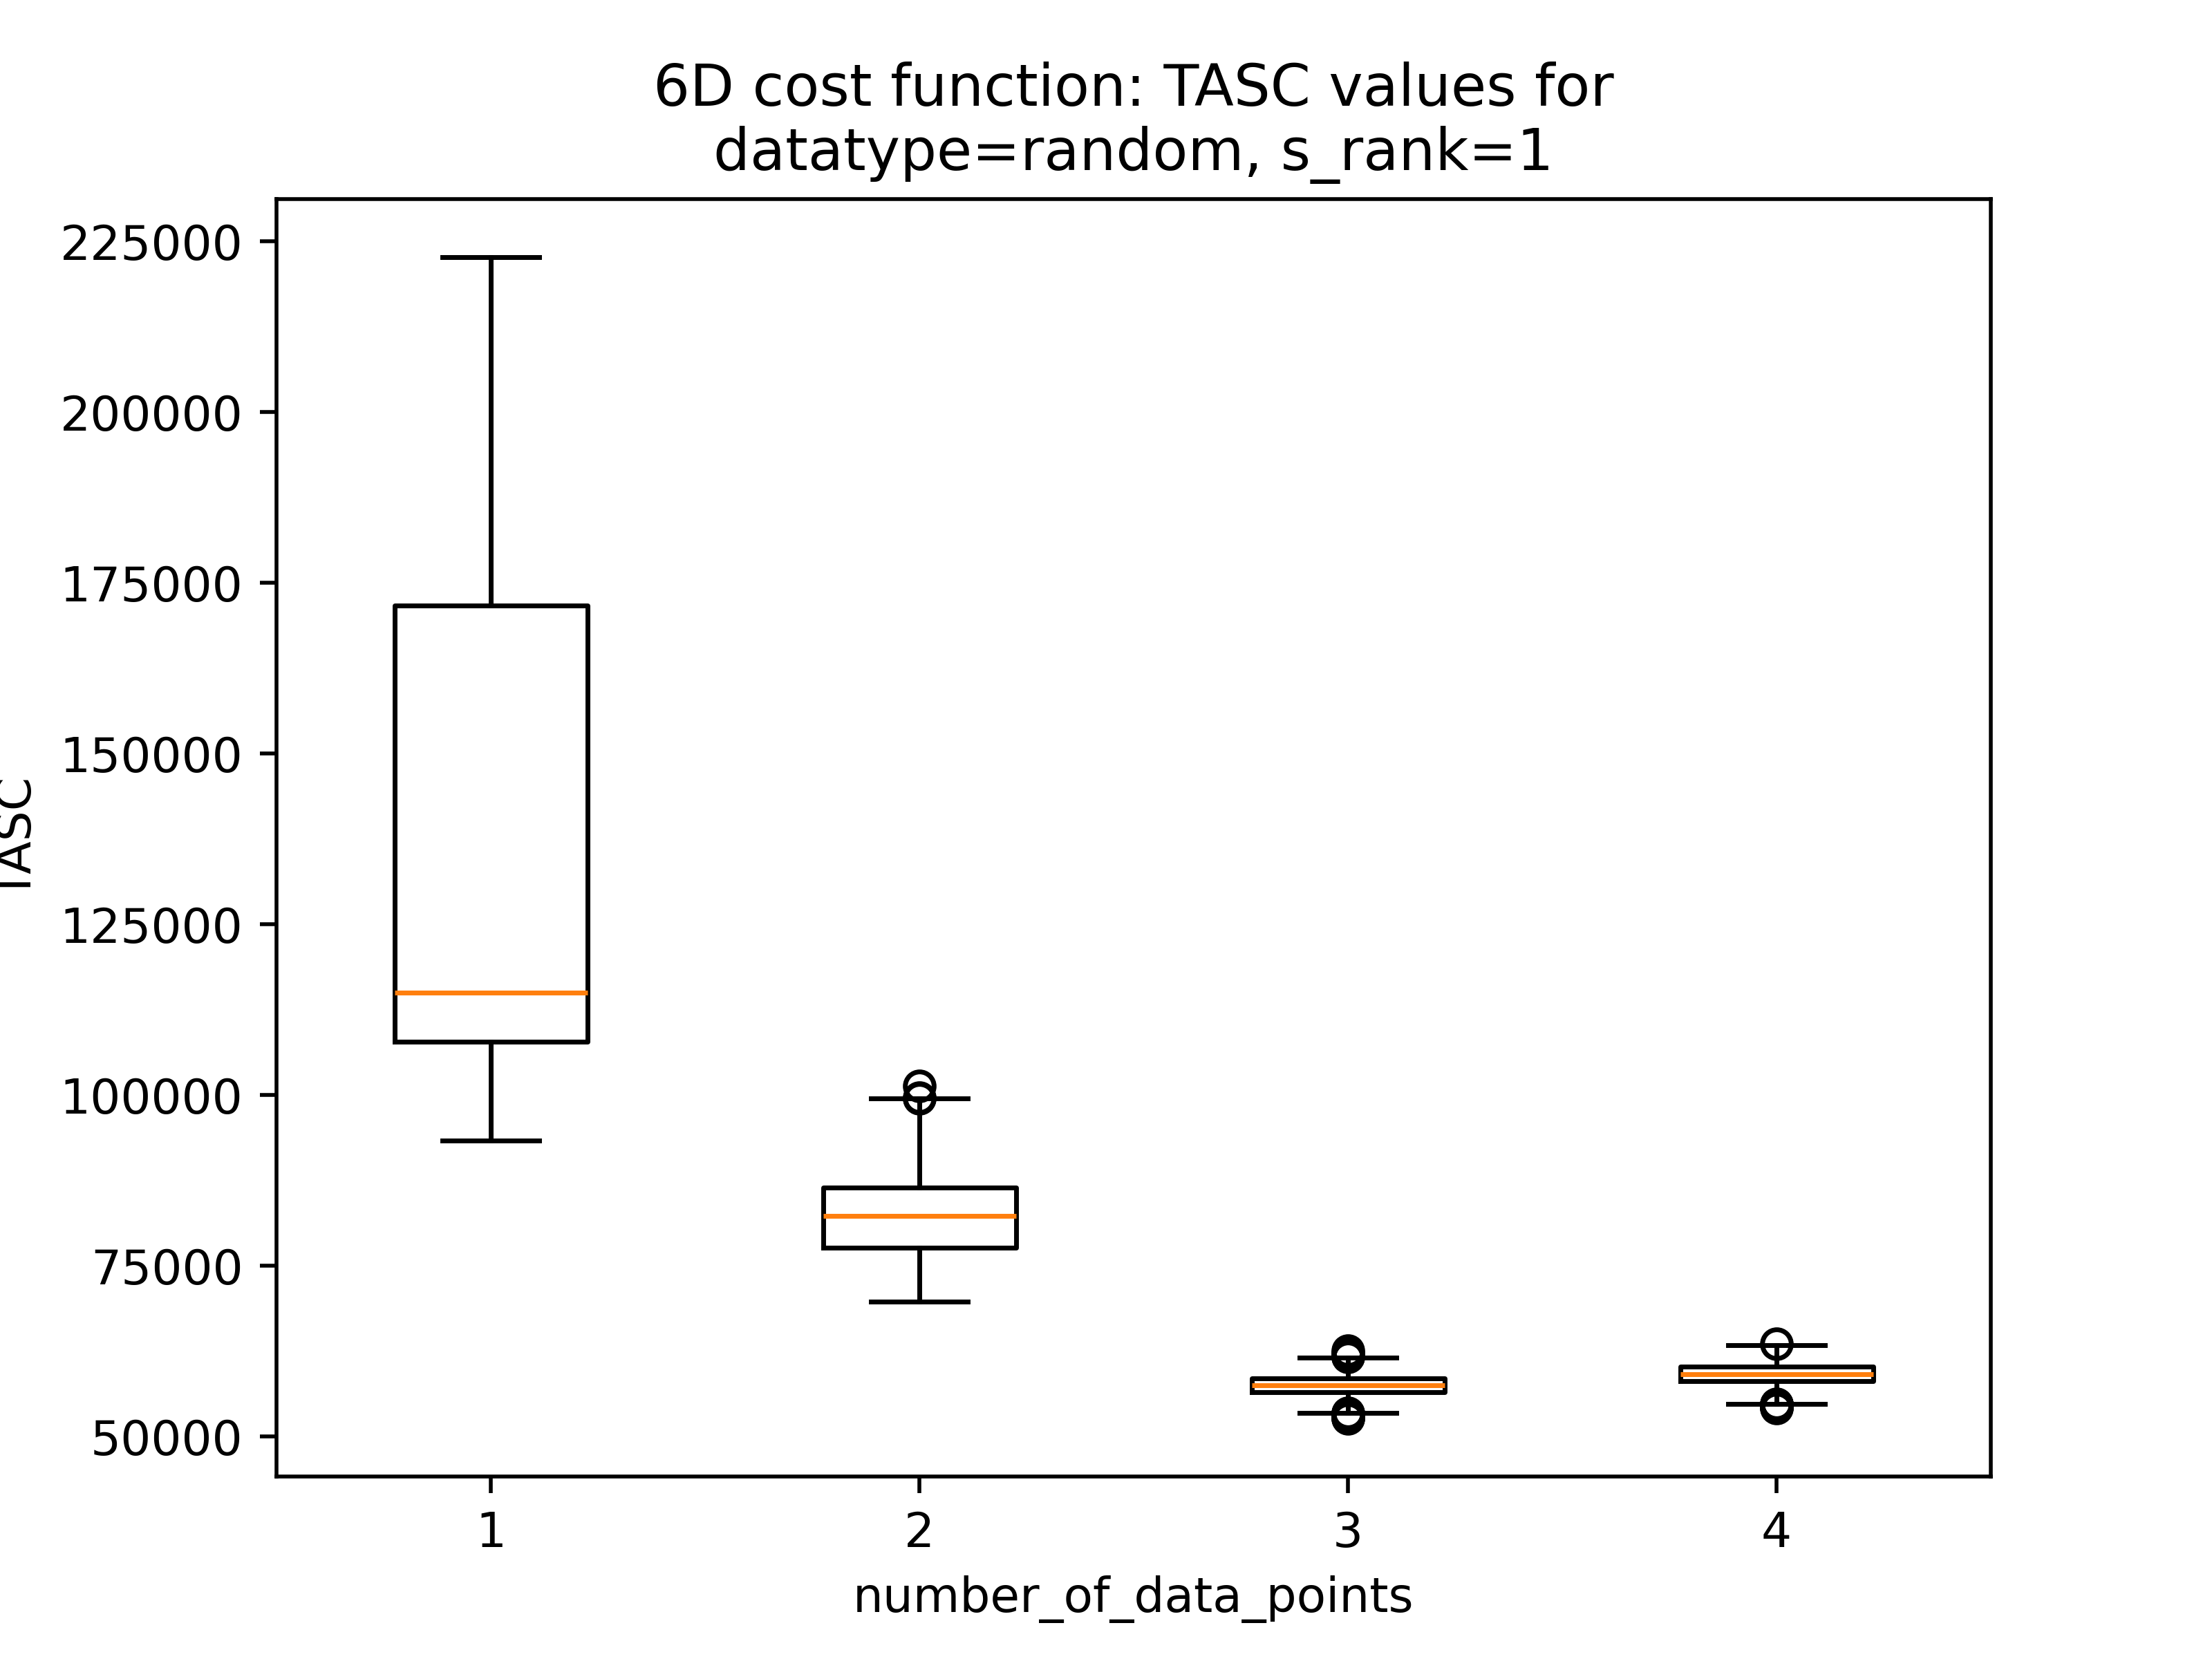 6D cost function: TASC values for
datatype=random, s_rank=1
225000
200000
175000
150000
125000
100000
75000
50000
TASC
1 2 3 4
number_of_data_points